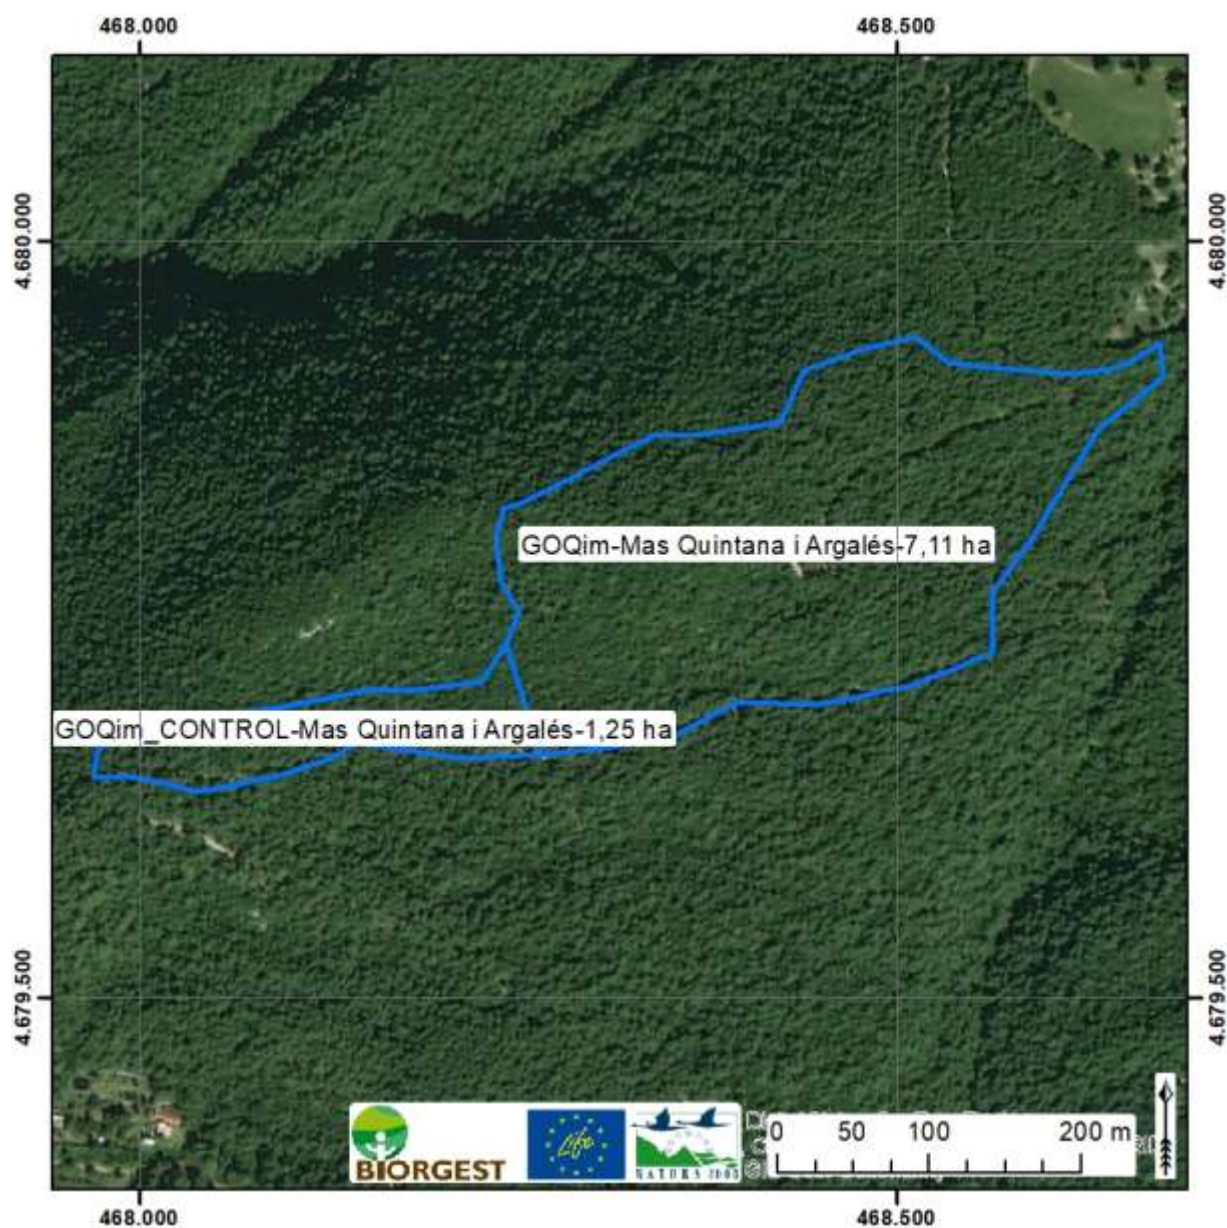 468.000 468.500
4.680.000 4.680.000
GOQim-Mas Quintana i Argalés-7,11 ha
GOQim_CONTROL-Mas Quintana i Argalés-1,25 ha
4.679.500 4.679.500
BIORGEST
Life
NATURA 2000
0 50 100 200 m
468.000 468.500